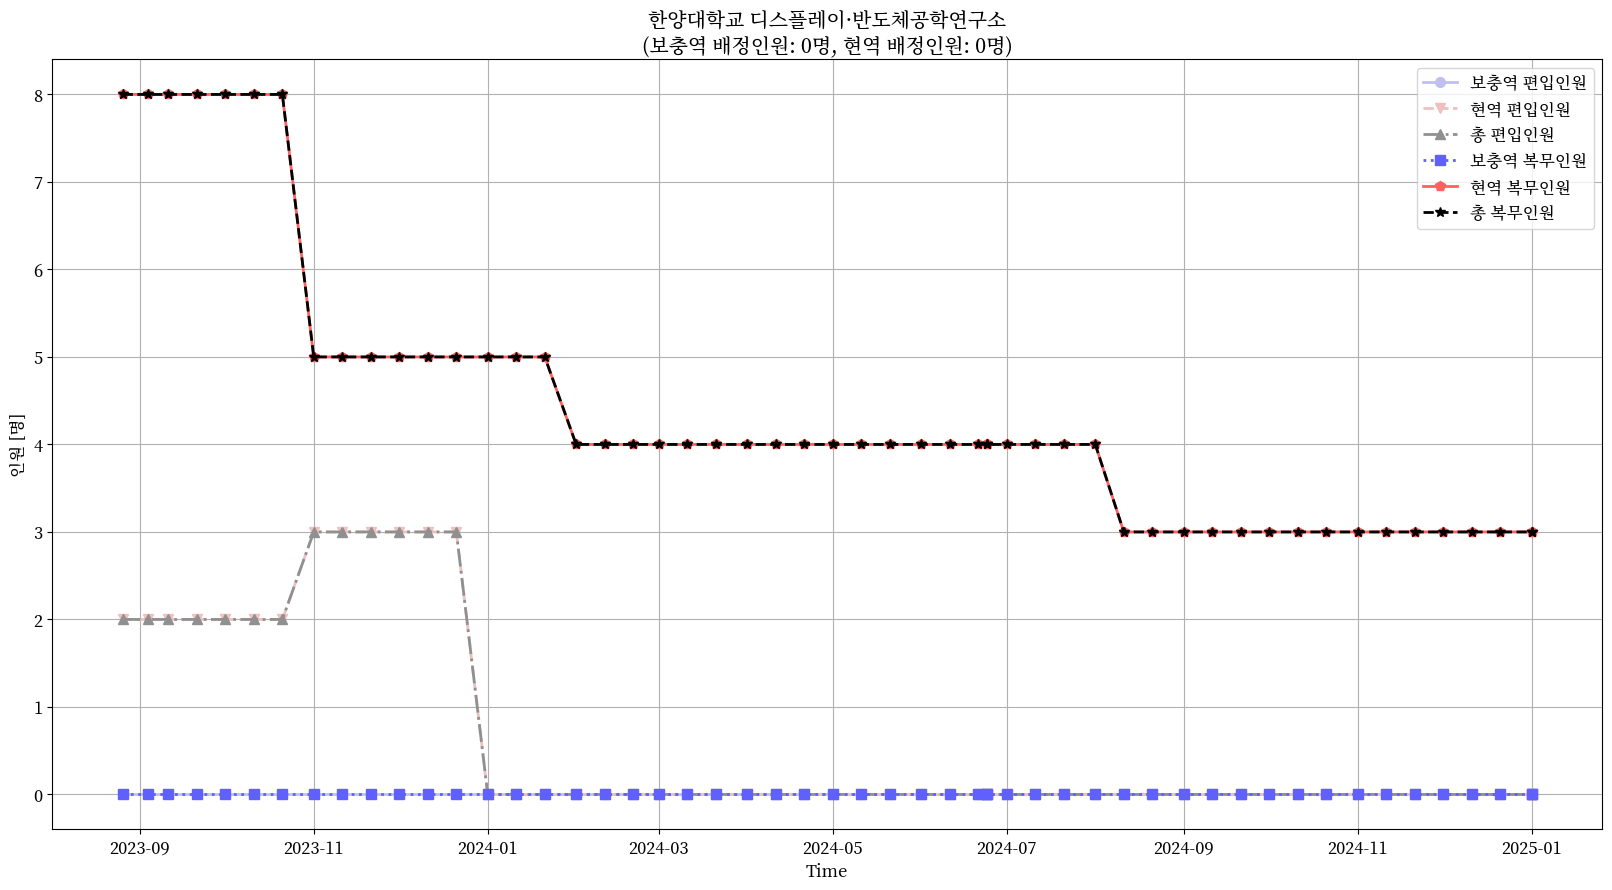 한양대학교 디스플레이·반도체공학연구소
(보충역 배정인원: 0명, 현역 배정인원: 0명)
보충역 편입인원
현역 편입인원
총 편입인원
보충역 복무인원
현역 복무인원
총 복무인원
인원 [명]
8
7
6
5
4
3
2
1
0
2023-09 2023-11 2024-01 2024-03 2024-05 2024-07 2024-09 2024-11 2025-01
Time